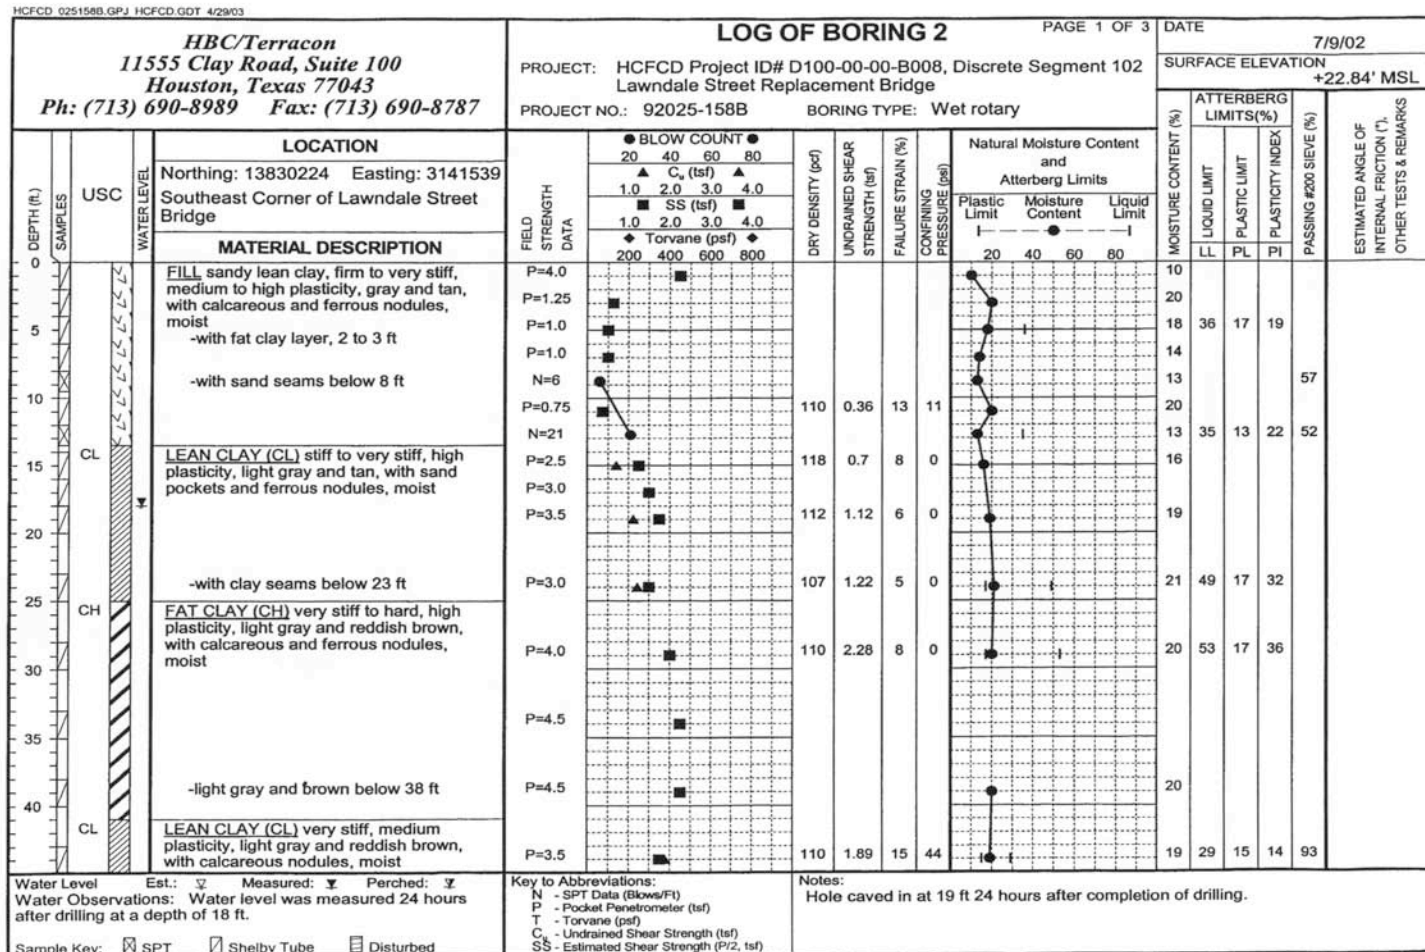 HCFCD 025158B.GPJ HCFCD.GDT 4/29/03
HBC/Terracon
11555 Clay Road, Suite 100
Houston, Texas 77043
Ph: (713) 690-8989 Fax: (713) 690-8787
LOG OF BORING 2
PAGE 1 OF 3
PROJECT: HCFCD Project ID# D100-00-00-B008, Discrete Segment 102
Lawndale Street Replacement Bridge
PROJECT NO.: 92025-158B BORING TYPE: Wet rotary
DATE
7/9/02
SURFACE ELEVATION
+22.84' MSL
DEPTH (ft.)
SAMPLES
USC
WATER LEVEL
LOCATION
Northing: 13830224 Easting: 3141539
Southeast Corner of Lawndale Street
Bridge
MATERIAL DESCRIPTION
FIELD
STRENGTH
DATA
● BLOW COUNT ●
20 40 60 80
▲ Cu (tsf) ▲
1.0 2.0 3.0 4.0
■ SS (tsf) ■
1.0 2.0 3.0 4.0
◆ Torvane (psf) ◆
200 400 600 800
DRY DENSITY (pcf)
UNDRAINED SHEAR
STRENGTH (tsf)
FAILURE STRAIN (%)
CONFINING
PRESSURE (psi)
Natural Moisture Content
and
Atterberg Limits
Plastic Moisture Liquid
Limit Content Limit
20 40 60 80
MOISTURE CONTENT (%)
ATTERBERG
LIMITS(%)
LIQUID LIMIT
PLASTIC LIMIT
PLASTICITY INDEX
LL PL PI
PASSING #200 SIEVE (%)
ESTIMATED ANGLE OF
INTERNAL FRICTION (°),
OTHER TESTS & REMARKS
0
FILL sandy lean clay, firm to very stiff,
medium to high plasticity, gray and tan,
with calcareous and ferrous nodules,
moist
P=4.0 10
P=1.25 20
5
-with fat clay layer, 2 to 3 ft
P=1.0 18 36 17 19
P=1.0 14
-with sand seams below 8 ft
N=6 13 57
10
P=0.75 110 0.36 13 11 20
N=21 13 35 13 22 52
15
CL
LEAN CLAY (CL) stiff to very stiff, high
plasticity, light gray and tan, with sand
pockets and ferrous nodules, moist
P=2.5 118 0.7 8 0 16
P=3.0
P=3.5 112 1.12 6 0 19
20
-with clay seams below 23 ft
P=3.0 107 1.22 5 0 21 49 17 32
25
CH
FAT CLAY (CH) very stiff to hard, high
plasticity, light gray and reddish brown,
with calcareous and ferrous nodules,
moist
P=4.0 110 2.28 8 0 20 53 17 36
30
P=4.5
35
-light gray and brown below 38 ft
P=4.5 20
40
CL
LEAN CLAY (CL) very stiff, medium
plasticity, light gray and reddish brown,
with calcareous nodules, moist
P=3.5 110 1.89 15 44 19 29 15 14 93
Water Level Est.: Measured: Perched:
Water Observations: Water level was measured 24 hours
after drilling at a depth of 18 ft.
Sample Key: SPT Shelby Tube Disturbed
Key to Abbreviations:
N - SPT Data (Blows/Ft)
P - Pocket Penetrometer (tsf)
T - Torvane (psf)
Cu - Undrained Shear Strength (tsf)
SS - Estimated Shear Strength (P/2, tsf)
Notes:
Hole caved in at 19 ft 24 hours after completion of drilling.